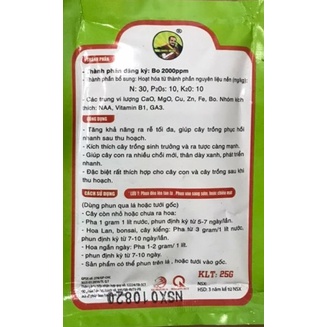 THÀNH PHẦN
Thành phần đăng ký: Bo 2000ppm
- Thành phần bổ sung: Hoạt hóa từ thành phần nguyên liệu nền (mg/kg):
N: 30, P2O5: 10, K2O: 10
- Các trung vi lượng CaO, MgO, Cu, Zn, Fe, Bo. Nhóm kích thích: NAA, Vitamin B1, GA3.
CÔNG DỤNG
- Tăng khả năng ra rễ tối đa, giúp cây trồng phục hồi
nhanh sau thu hoạch.
- Kích thích cây trồng sinh trưởng và ra tược càng mạnh.
- Giúp cây con ra nhiều chồi mới, thân dày xanh, phát triển
nhanh.
- Đặc biệt rất thích hợp cho cây con và cây trồng sau khi
thu hoạch.
CÁCH SỬ DỤNG
(Dùng phun qua lá hoặc tưới gốc)
- Cây còn nhỏ hoặc chưa ra hoa:
- Pha 1 gram 1 lít nước, phun định kỳ từ 5-7 ngày/lần.
- Hoa Lan, bonsai, cây kiểng: Pha từ 3 gram/1 lít nước,
phun định kỳ từ 7-10 ngày/lần.
- Hoa ngắn ngày: Pha 1-2 gram/ 1 lít.
phun định kỳ từ 7-10 ngày.
- Sản phẩm có thể phun trên lá, hoặc tưới gốc.
KLT: 25G
NSX:
HSD: 3 năm kể từ NSX
NSX010820